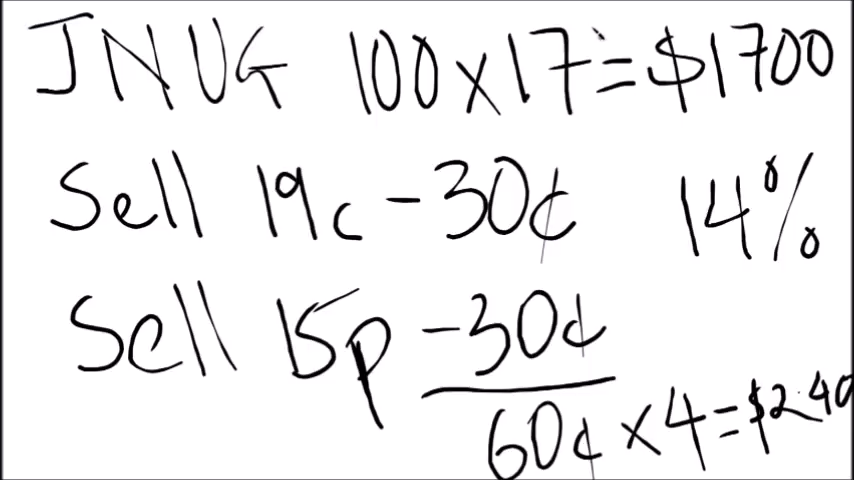 JNUG 100x17=$1700
Sell 19c -30¢ 14%
Sell 15p -30¢
60¢ x4=$2.40